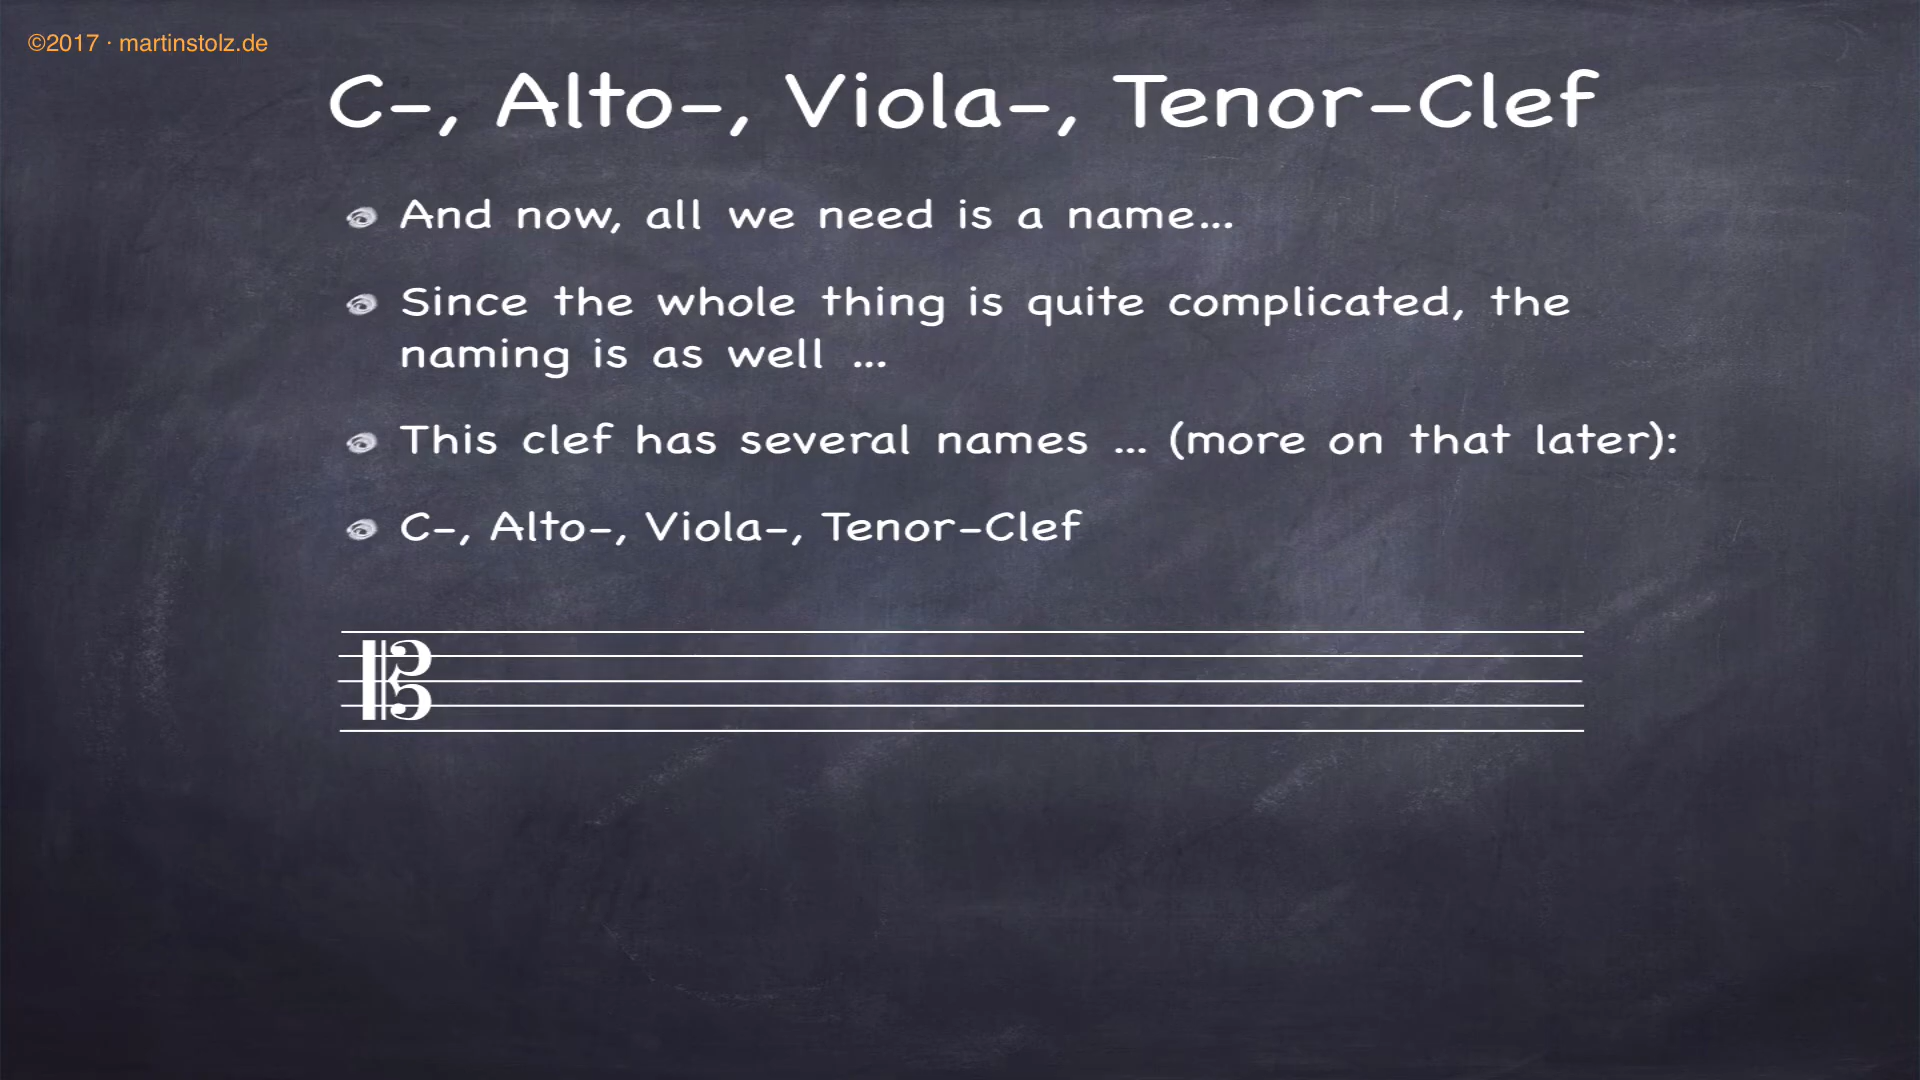 ©2017 · martinstolz.de
C-, Alto-, Viola-, Tenor-Clef
And now, all we need is a name...
Since the whole thing is quite complicated, the
naming is as well ...
This clef has several names ... (more on that later):
C-, Alto-, Viola-, Tenor-Clef